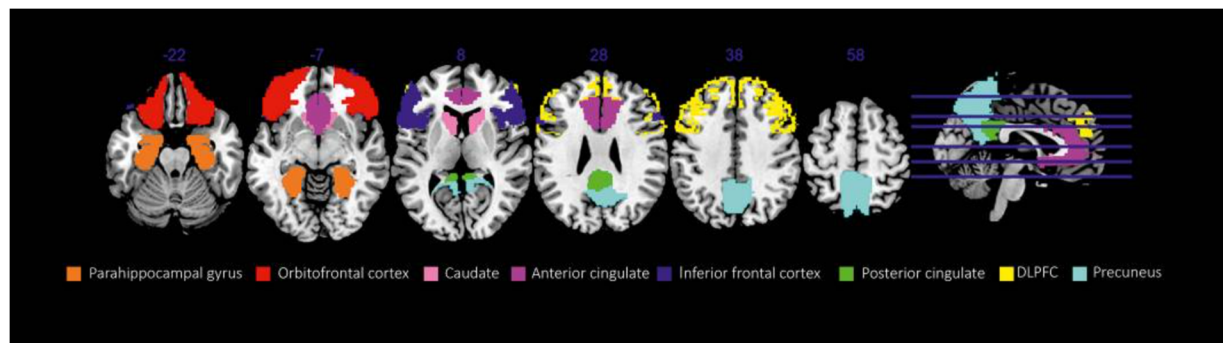 -22 -7 8 28 38 58
Parahippocampal gyrus Orbitofrontal cortex Caudate Anterior cingulate Inferior frontal cortex Posterior cingulate DLPFC Precuneus